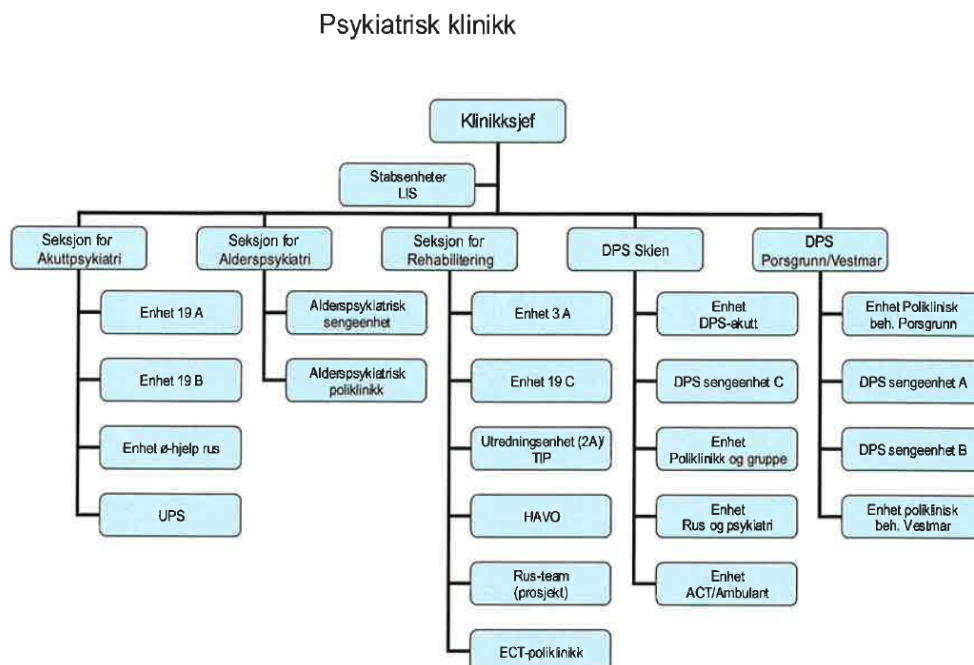 Psykiatrisk klinikk
Klinikksjef
Stabsenheter
LIS
Seksjon for
Akuttpsykiatri
Seksjon for
Alderspsykiatri
Seksjon for
Rehabilitering
DPS Skien
DPS
Porsgrunn/Vestmar
Enhet 19 A
Enhet 19 B
Enhet ø-hjelp rus
UPS
Alderspsykiatrisk
sengeenhet
Alderspsykiatrisk
poliklinikk
Enhet 3 A
Enhet 19 C
Utredningsenhet (2A)/
TIP
HAVO
Rus-team
(prosjekt)
ECT-poliklinikk
Enhet
DPS-akutt
DPS sengeenhet C
Enhet
Poliklinikk og gruppe
Enhet
Rus og psykiatri
Enhet
ACT/Ambulant
Enhet Poliklinisk
beh. Porsgrunn
DPS sengeenhet A
DPS sengeenhet B
Enhet poliklinisk
beh. Vestmar